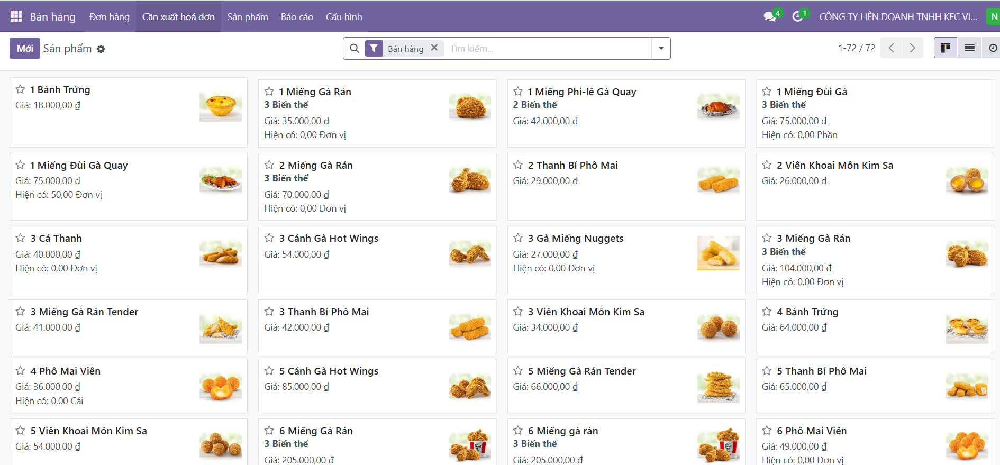 Bán hàng Đơn hàng Cần xuất hoá đơn Sản phẩm Báo cáo Cấu hình 4 1 CÔNG TY LIÊN DOANH TNHH KFC VI... N
Mới Sản phẩm Bán hàng Tìm kiếm... 1-72 / 72
1 Bánh Trứng
Giá: 18.000,00 ₫
1 Miếng Gà Rán
3 Biến thể
Giá: 35.000,00 ₫
Hiện có: 0,00 Đơn vị
1 Miếng Phi-lê Gà Quay
2 Biến thể
Giá: 42.000,00 ₫
1 Miếng Đùi Gà
3 Biến thể
Giá: 75.000,00 ₫
Hiện có: 0,00 Phần
1 Miếng Đùi Gà Quay
Giá: 75.000,00 ₫
Hiện có: 50,00 Đơn vị
2 Miếng Gà Rán
3 Biến thể
Giá: 70.000,00 ₫
Hiện có: 0,00 Đơn vị
2 Thanh Bí Phô Mai
Giá: 29.000,00 ₫
2 Viên Khoai Môn Kim Sa
Giá: 26.000,00 ₫
3 Cá Thanh
Giá: 40.000,00 ₫
Hiện có: 0,00 Đơn vị
3 Cánh Gà Hot Wings
Giá: 54.000,00 ₫
3 Gà Miếng Nuggets
Giá: 27.000,00 ₫
Hiện có: 0,00 Đơn vị
3 Miếng Gà Rán
3 Biến thể
Giá: 104.000,00 ₫
Hiện có: 0,00 Đơn vị
3 Miếng Gà Rán Tender
Giá: 41.000,00 ₫
3 Thanh Bí Phô Mai
Giá: 42.000,00 ₫
3 Viên Khoai Môn Kim Sa
Giá: 34.000,00 ₫
4 Bánh Trứng
Giá: 64.000,00 ₫
4 Phô Mai Viên
Giá: 36.000,00 ₫
Hiện có: 0,00 Cái
5 Cánh Gà Hot Wings
Giá: 85.000,00 ₫
5 Miếng Gà Rán Tender
Giá: 66.000,00 ₫
5 Thanh Bí Phô Mai
Giá: 65.000,00 ₫
5 Viên Khoai Môn Kim Sa
Giá: 54.000,00 ₫
6 Miếng Gà Rán
3 Biến thể
Giá: 205.000,00 ₫
6 Miếng gà rán
3 Biến thể
Giá: 205.000,00 ₫
6 Phô Mai Viên
Giá: 49.000,00 ₫
Hiện có: 0,00 Đơn vị